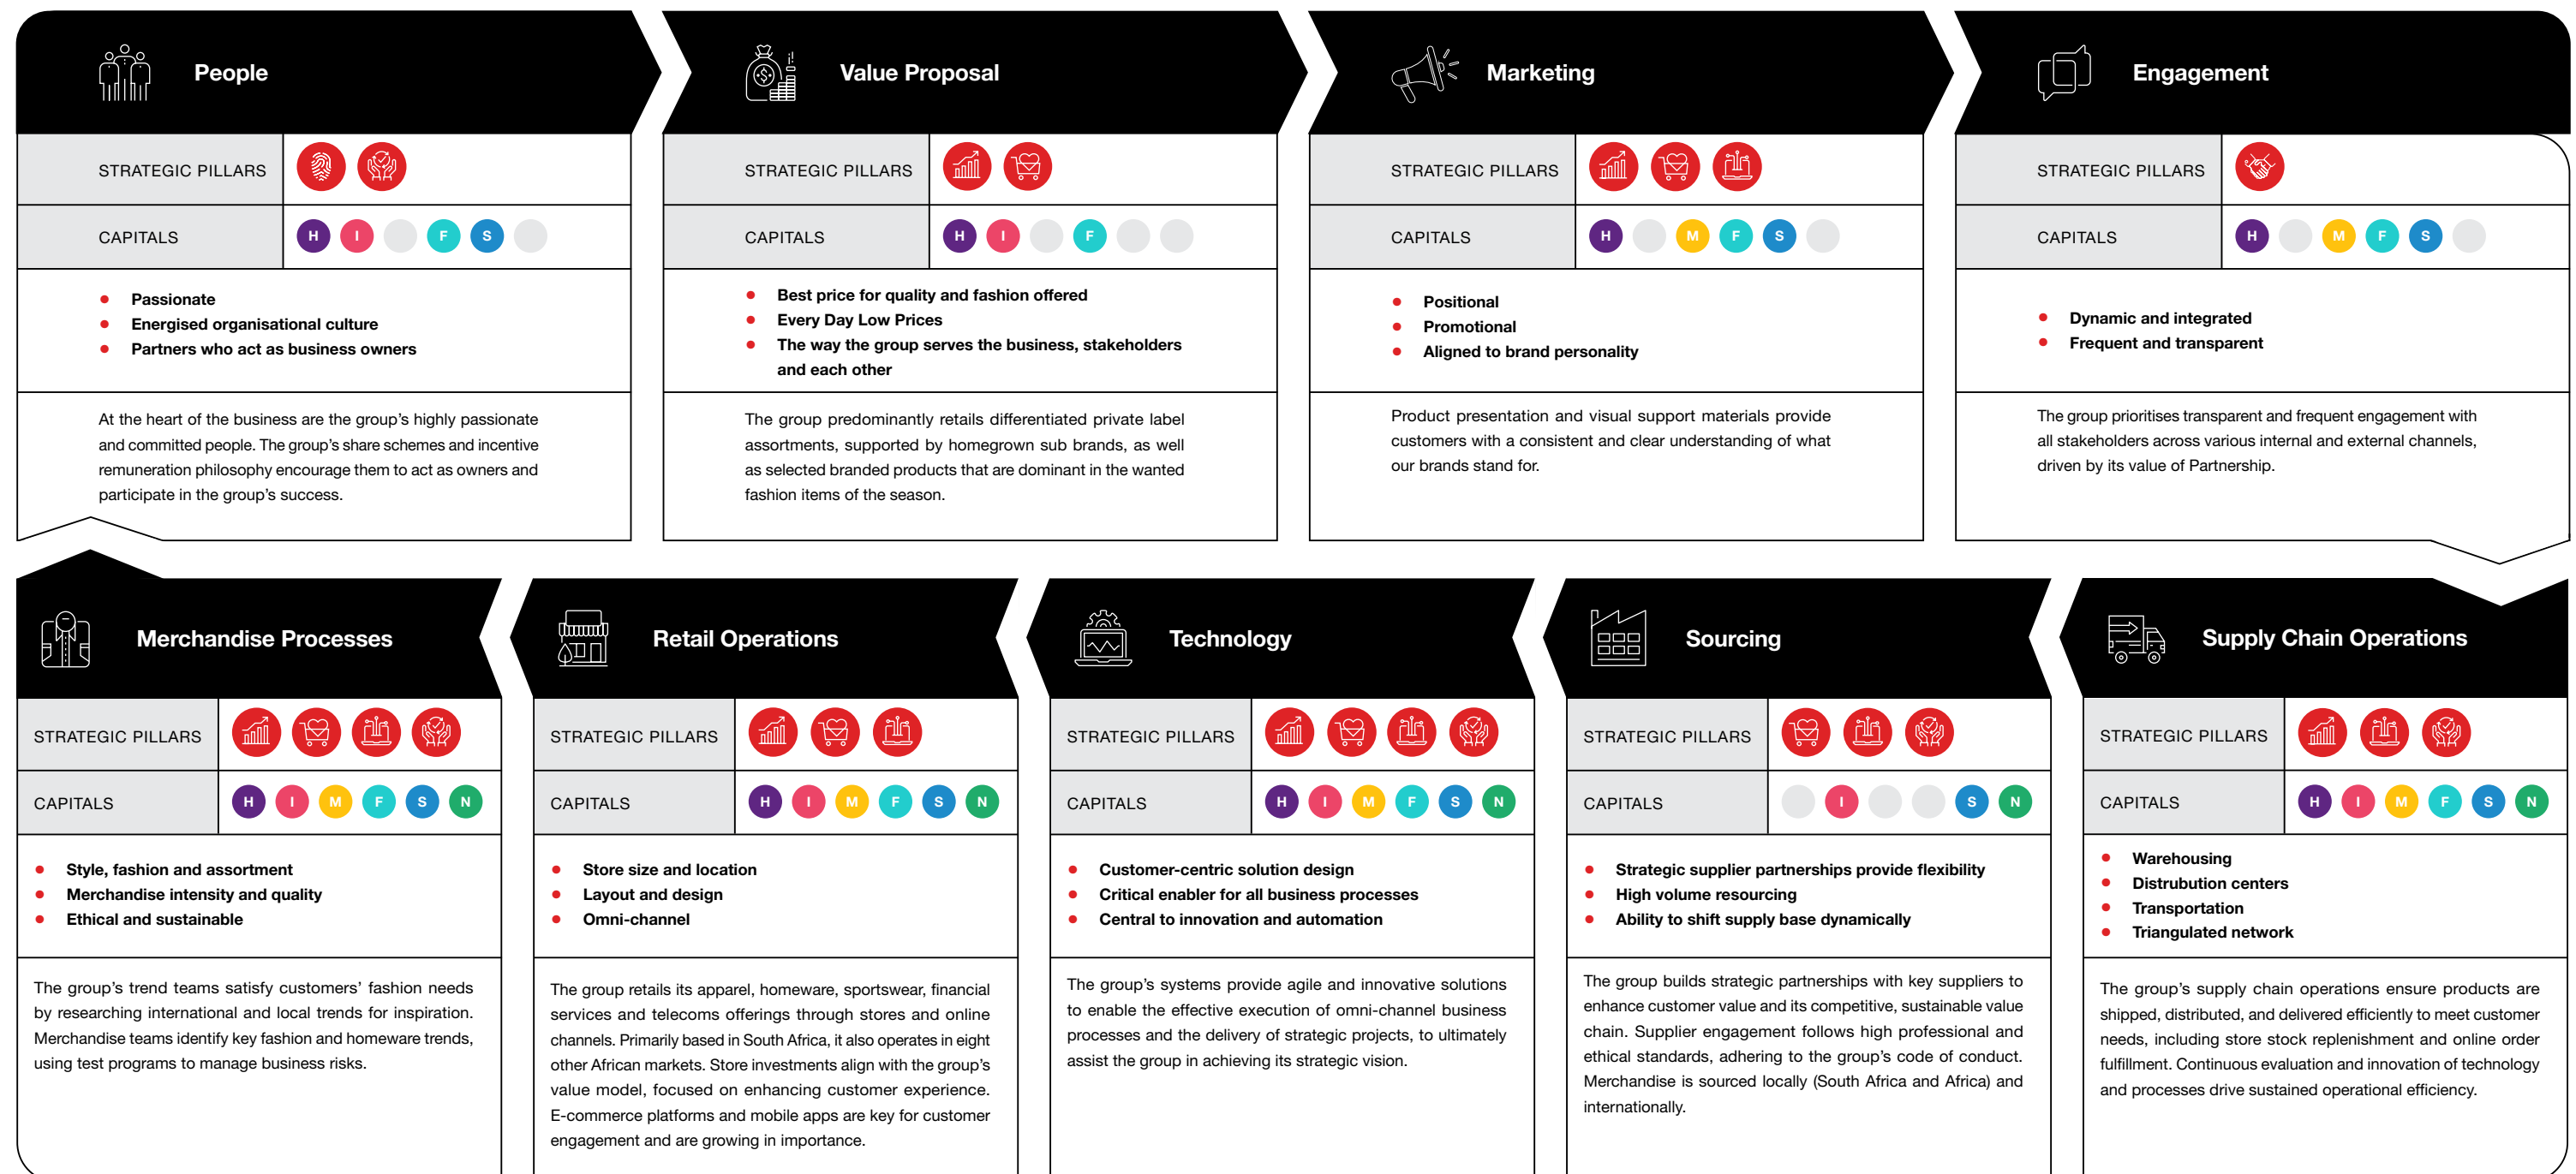 People
STRATEGIC PILLARS
CAPITALS
H I F S
Passionate
Energised organisational culture
Partners who act as business owners
At the heart of the business are the group's highly passionate
and committed people. The group's share schemes and incentive
remuneration philosophy encourage them to act as owners and
participate in the group's success.
Value Proposal
STRATEGIC PILLARS
CAPITALS
H I F
Best price for quality and fashion offered
Every Day Low Prices
The way the group serves the business, stakeholders
and each other
The group predominantly retails differentiated private label
assortments, supported by homegrown sub brands, as well
as selected branded products that are dominant in the wanted
fashion items of the season.
Marketing
STRATEGIC PILLARS
CAPITALS
H M F S
Positional
Promotional
Aligned to brand personality
Product presentation and visual support materials provide
customers with a consistent and clear understanding of what
our brands stand for.
Engagement
STRATEGIC PILLARS
CAPITALS
H M F S
Dynamic and integrated
Frequent and transparent
The group prioritises transparent and frequent engagement with
all stakeholders across various internal and external channels,
driven by its value of Partnership.
Merchandise Processes
STRATEGIC PILLARS
CAPITALS
H I M F S N
Style, fashion and assortment
Merchandise intensity and quality
Ethical and sustainable
The group's trend teams satisfy customers' fashion needs
by researching international and local trends for inspiration.
Merchandise teams identify key fashion and homeware trends,
using test programs to manage business risks.
Retail Operations
STRATEGIC PILLARS
CAPITALS
H I M F S N
Store size and location
Layout and design
Omni-channel
The group retails its apparel, homeware, sportswear, financial
services and telecoms offerings through stores and online
channels. Primarily based in South Africa, it also operates in eight
other African markets. Store investments align with the group's
value model, focused on enhancing customer experience.
E-commerce platforms and mobile apps are key for customer
engagement and are growing in importance.
Technology
STRATEGIC PILLARS
CAPITALS
H I M F S N
Customer-centric solution design
Critical enabler for all business processes
Central to innovation and automation
The group's systems provide agile and innovative solutions
to enable the effective execution of omni-channel business
processes and the delivery of strategic projects, to ultimately
assist the group in achieving its strategic vision.
Sourcing
STRATEGIC PILLARS
CAPITALS
I S N
Strategic supplier partnerships provide flexibility
High volume resourcing
Ability to shift supply base dynamically
The group builds strategic partnerships with key suppliers to
enhance customer value and its competitive, sustainable value
chain. Supplier engagement follows high professional and
ethical standards, adhering to the group's code of conduct.
Merchandise is sourced locally (South Africa and Africa) and
internationally.
Supply Chain Operations
STRATEGIC PILLARS
CAPITALS
H I M F S N
Warehousing
Distrubution centers
Transportation
Triangulated network
The group's supply chain operations ensure products are
shipped, distributed, and delivered efficiently to meet customer
needs, including store stock replenishment and online order
fulfillment. Continuous evaluation and innovation of technology
and processes drive sustained operational efficiency.